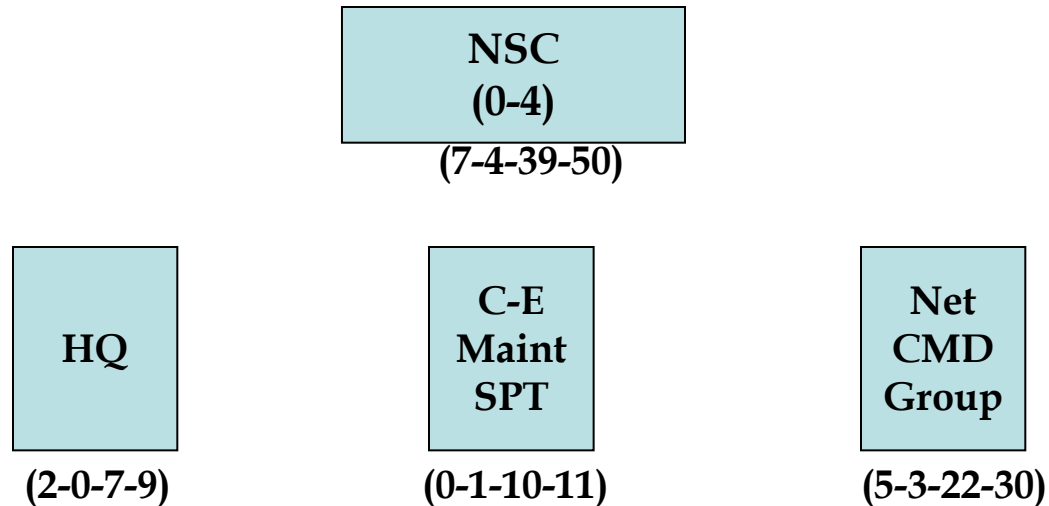 NSC
(0-4)
(7-4-39-50)
HQ
(2-0-7-9)
C-E
Maint
SPT
(0-1-10-11)
Net
CMD
Group
(5-3-22-30)